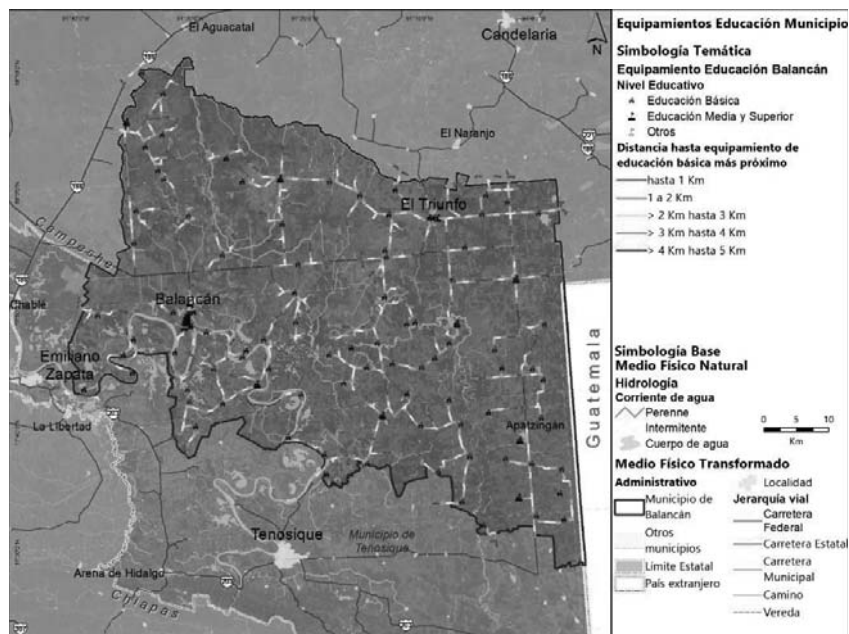 El Aguacatal
Candelaria
El Naranjo
El Triunfo
Campeche
Chablé
Balancán
Emiliano
Zapata
La Libertad
Guatemala
Apatzingán
Tenosique
Municipio de
Tenosique
Arena de Hidalgo
Chiapas
N
Equipamientos Educación Municipio
Simbología Temática
Equipamiento Educación Balancán
Nivel Educativo
Educación Básica
Educación Media y Superior
Otros
Distancia hasta equipamiento de
educación básica más próximo
hasta 1 Km
1 a 2 Km
> 2 Km hasta 3 Km
> 3 Km hasta 4 Km
> 4 Km hasta 5 Km
Simbología Base
Medio Físico Natural
Hidrología
Corriente de agua
Perenne
Intermitente
Cuerpo de agua
0 5 10
Km
Medio Físico Transformado
Administrativo
Municipio de
Balancán
Otros
municipios
Límite Estatal
País extranjero
Localidad
Jerarquía vial
Carretera
Federal
Carretera Estatal
Carretera
Municipal
Camino
Vereda